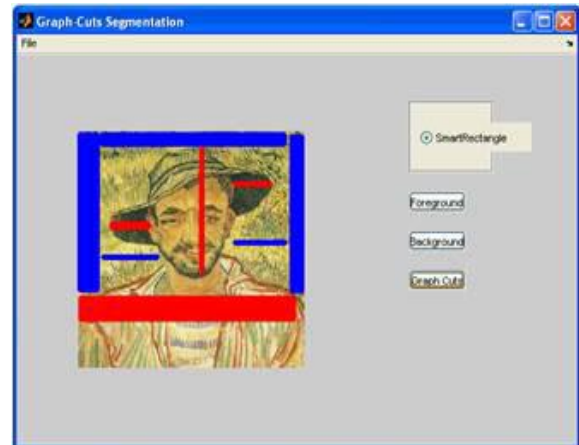 Graph-Cuts Segmentation
File
SmartRectangle
Foreground
Background
Graph Cuts